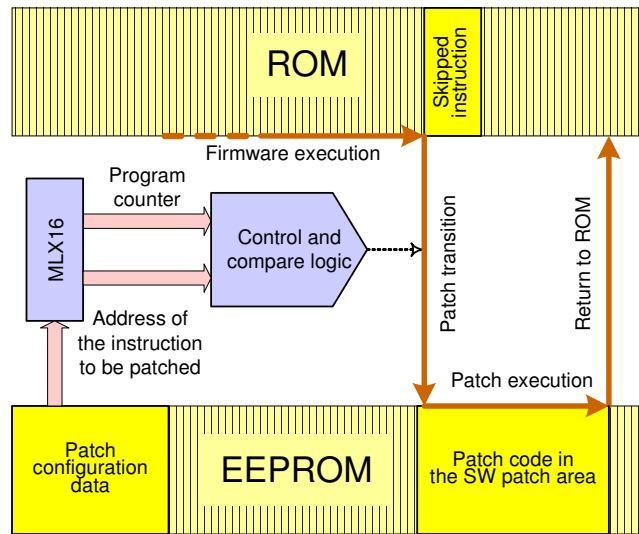 ROM
Skipped
instruction
Firmware execution
Program
counter
MLX16
Control and
compare logic
Patch transition
Return to ROM
Address of
the instruction
to be patched
Patch execution
Patch
configuration
data
EEPROM
Patch code in
the SW patch area